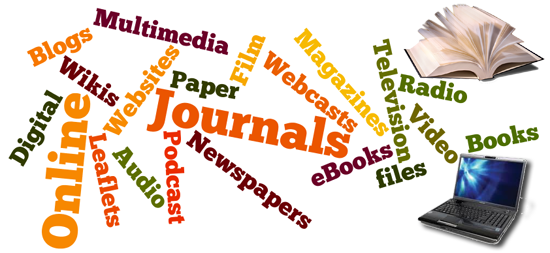 Multimedia
Blogs
Wikis
Websites
Film
Magazines
Television
Radio
Paper
Webcasts
Digital
Online
Journals
Video
Books
Leaflets
Audio
Podcast
Newspapers
eBooks
files